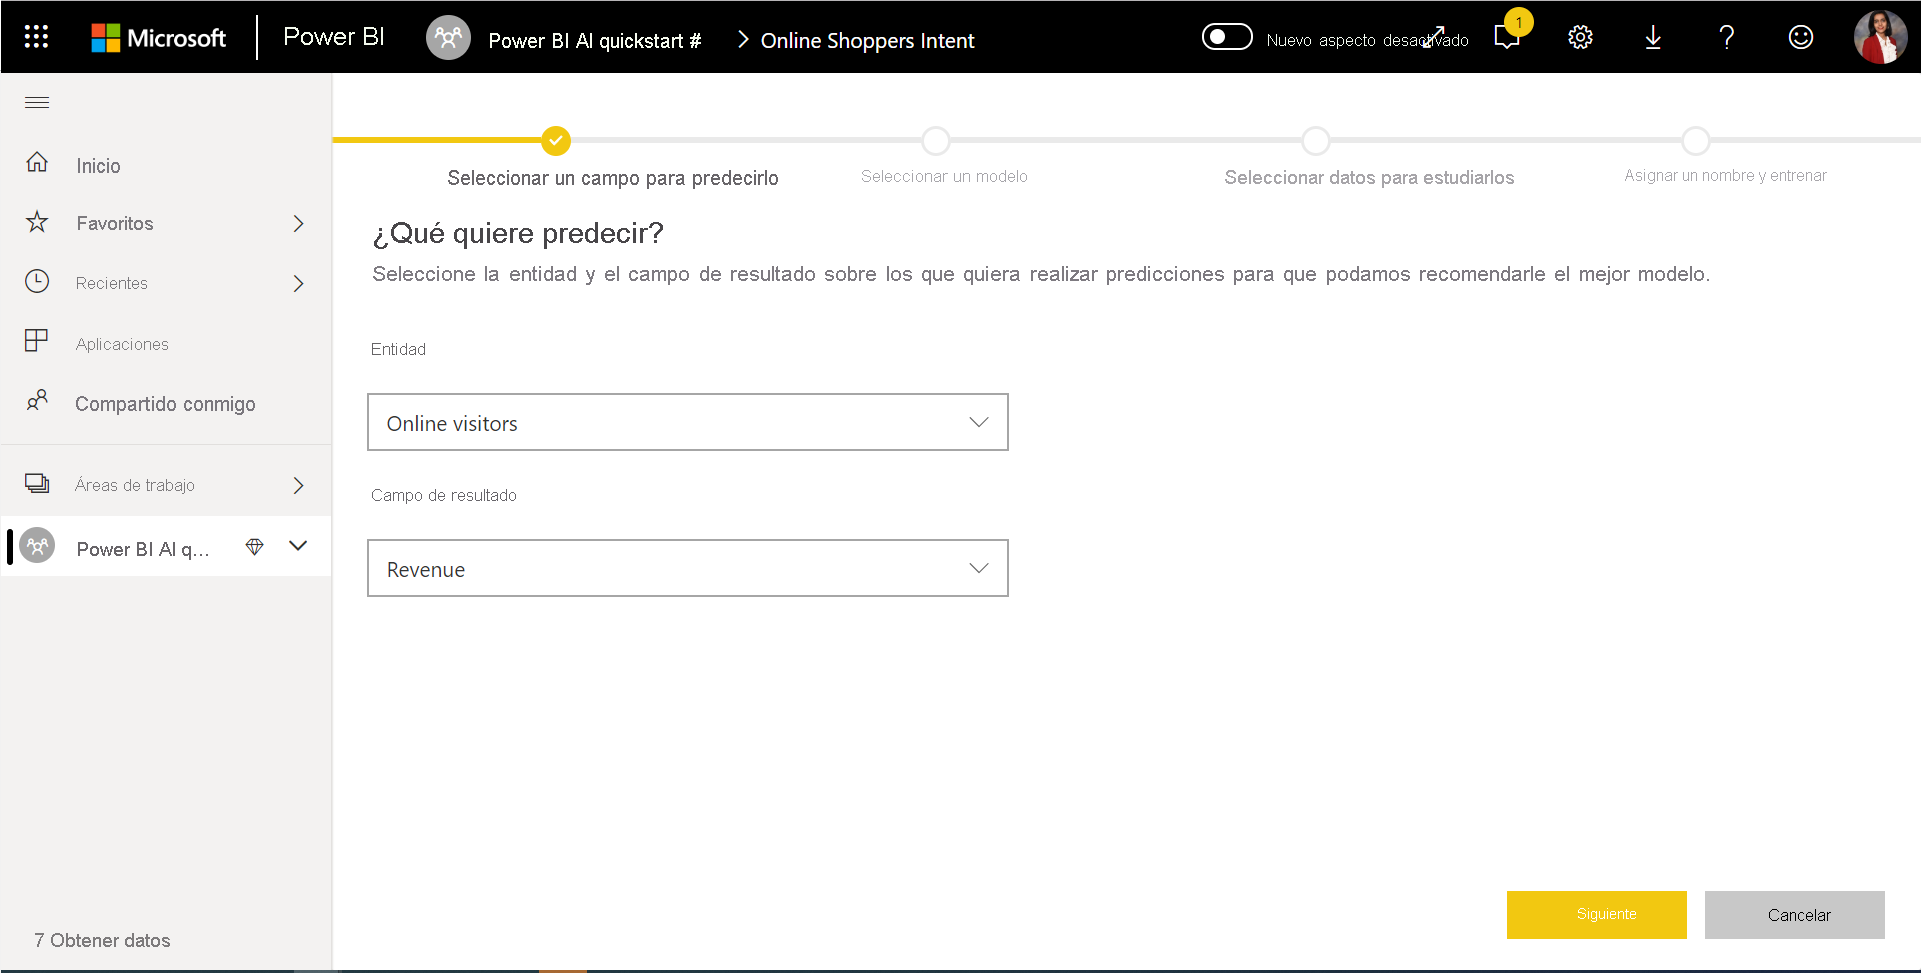 Microsoft
Power BI
Power BI AI quickstart #
Online Shoppers Intent
Nuevo aspecto desactivado
1
Inicio
Favoritos
Recientes
Aplicaciones
Compartido conmigo
Áreas de trabajo
Power BI AI q...
7 Obtener datos
Seleccionar un campo para predecirlo
Seleccionar un modelo
Seleccionar datos para estudiarlos
Asignar un nombre y entrenar
¿Qué quiere predecir?
Seleccione la entidad y el campo de resultado sobre los que quiera realizar predicciones para que podamos recomendarle el mejor modelo.
Entidad
Online visitors
Campo de resultado
Revenue
Siguiente
Cancelar